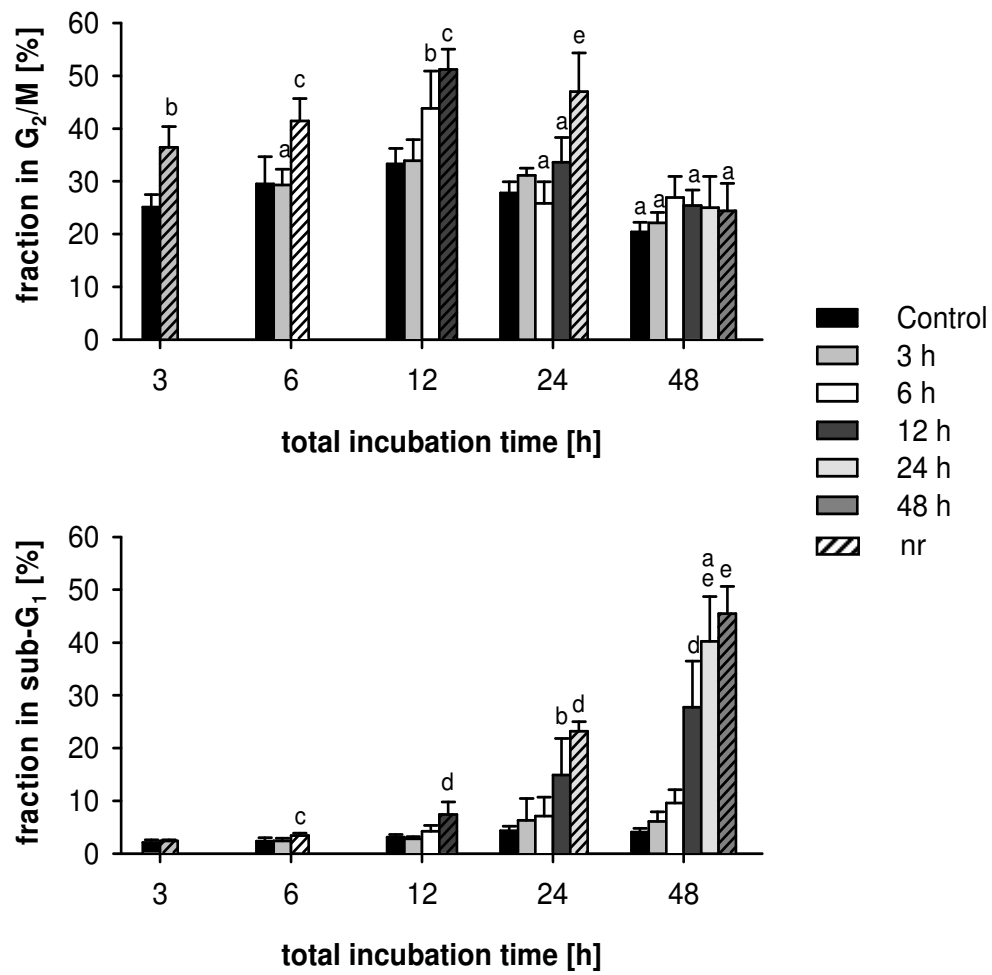 fraction in G₂/M [%]
60
50
40
30
20
10
0
b
a
c
b
c
a
a
e
a
a
a
a
3
6
12
24
48
total incubation time [h]
Control
3 h
6 h
12 h
24 h
48 h
nr
fraction in sub-G₁ [%]
60
50
40
30
20
10
0
c
d
b
d
d
a
e
e
3
6
12
24
48
total incubation time [h]